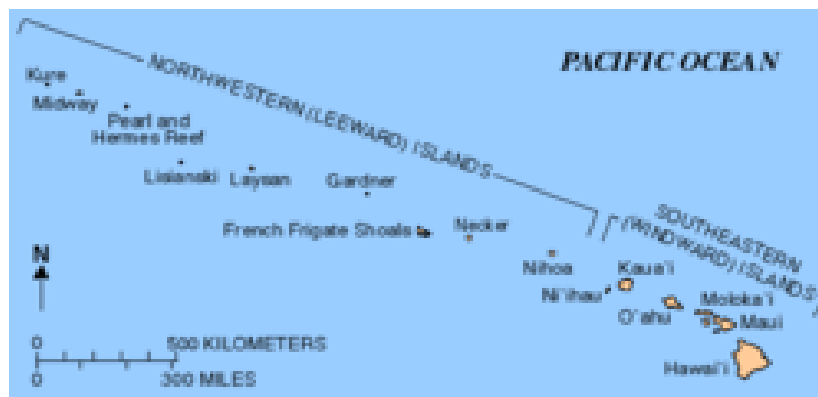 PACIFIC OCEAN
NORTHWESTERN (LEEWARD) ISLANDS
Kure
Midway
Pearl and
Hermes Reef
Lisianski
Laysan
Gardner
French Frigate Shoals
Necker
Nihoa
SOUTHEASTERN
(WINDWARD) ISLANDS
Kaua'i
Ni'ihau
O'ahu
Moloka'i
Maui
Hawai'i
N
0 500 KILOMETERS
0 300 MILES